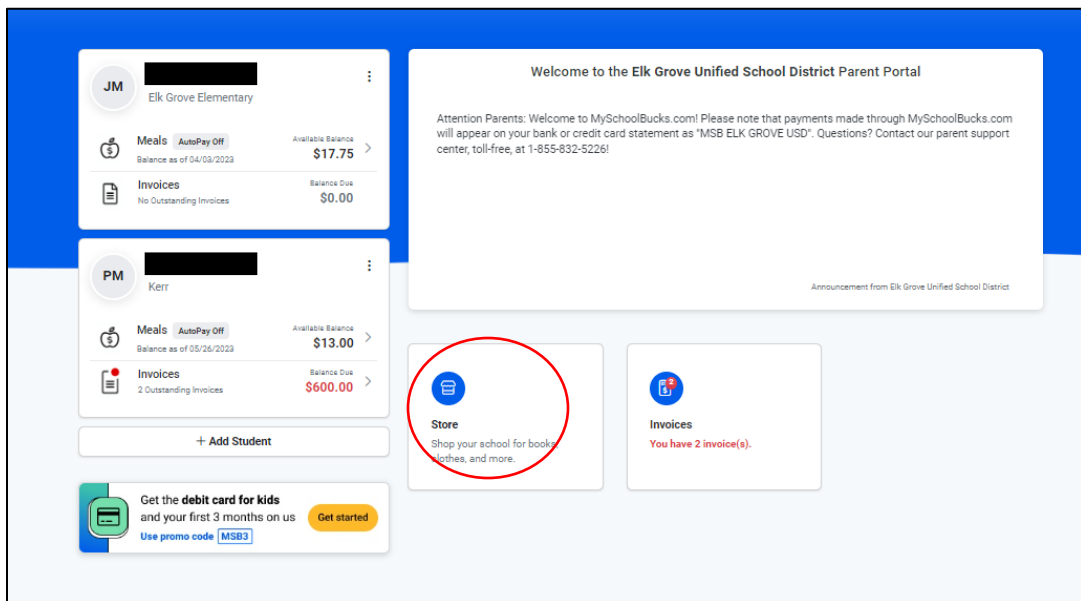 JM
Elk Grove Elementary
Meals AutoPay Off
Balance as of 04/03/2023
Available Balance
$17.75
Invoices
No Outstanding Invoices
Balance Due
$0.00
PM
Kerr
Meals AutoPay Off
Balance as of 05/26/2023
Available Balance
$13.00
Invoices
2 Outstanding Invoices
Balance Due
$600.00
+ Add Student
Get the debit card for kids
and your first 3 months on us
Use promo code MSB3
Get started
Welcome to the Elk Grove Unified School District Parent Portal
Attention Parents: Welcome to MySchoolBucks.com! Please note that payments made through MySchoolBucks.com
will appear on your bank or credit card statement as "MSB ELK GROVE USD". Questions? Contact our parent support
center, toll-free, at 1-855-832-5226!
Announcement from Elk Grove Unified School District
Store
Shop your school for books,
clothes, and more.
2
Invoices
You have 2 invoice(s).